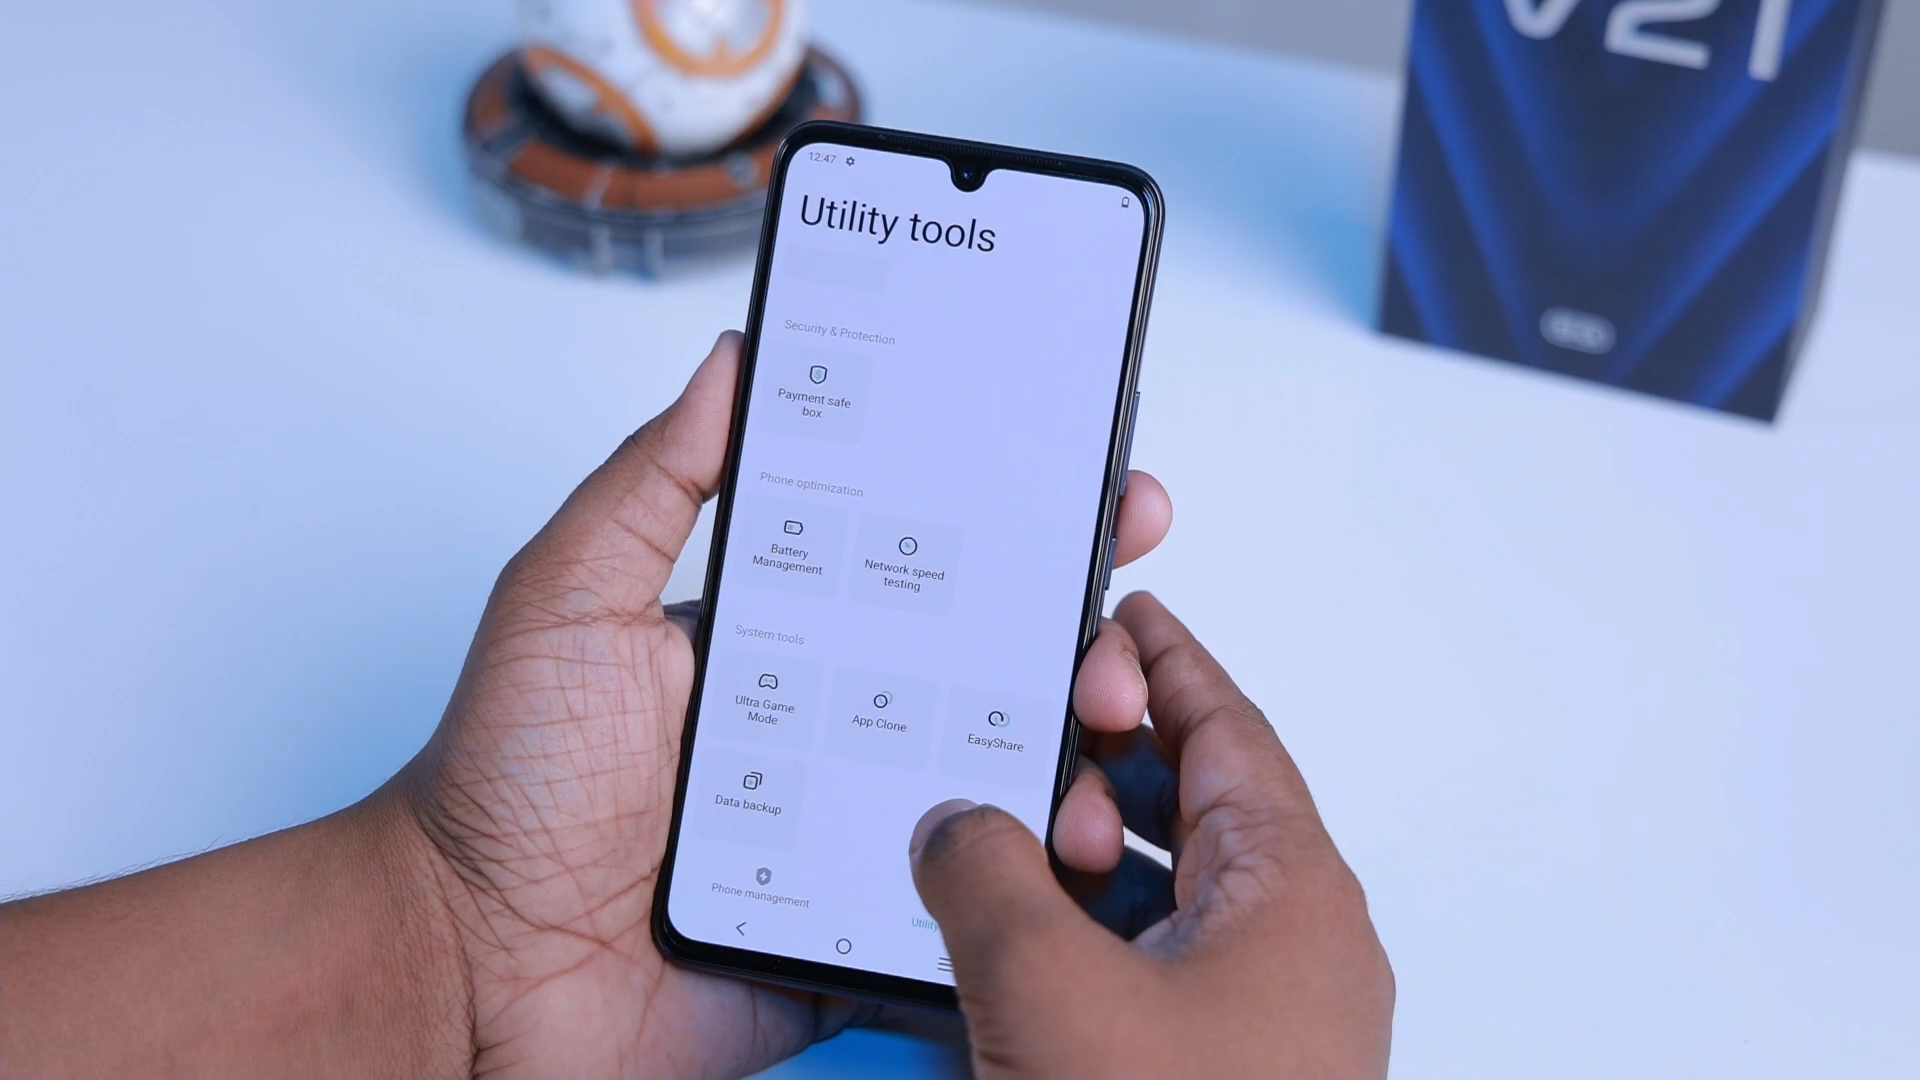 V21
12:47
Utility tools
Security & Protection
Payment safe
box
Phone optimization
Battery
Management
Network speed
testing
System tools
Ultra Game
Mode
App Clone
EasyShare
Data backup
Phone management
Utility